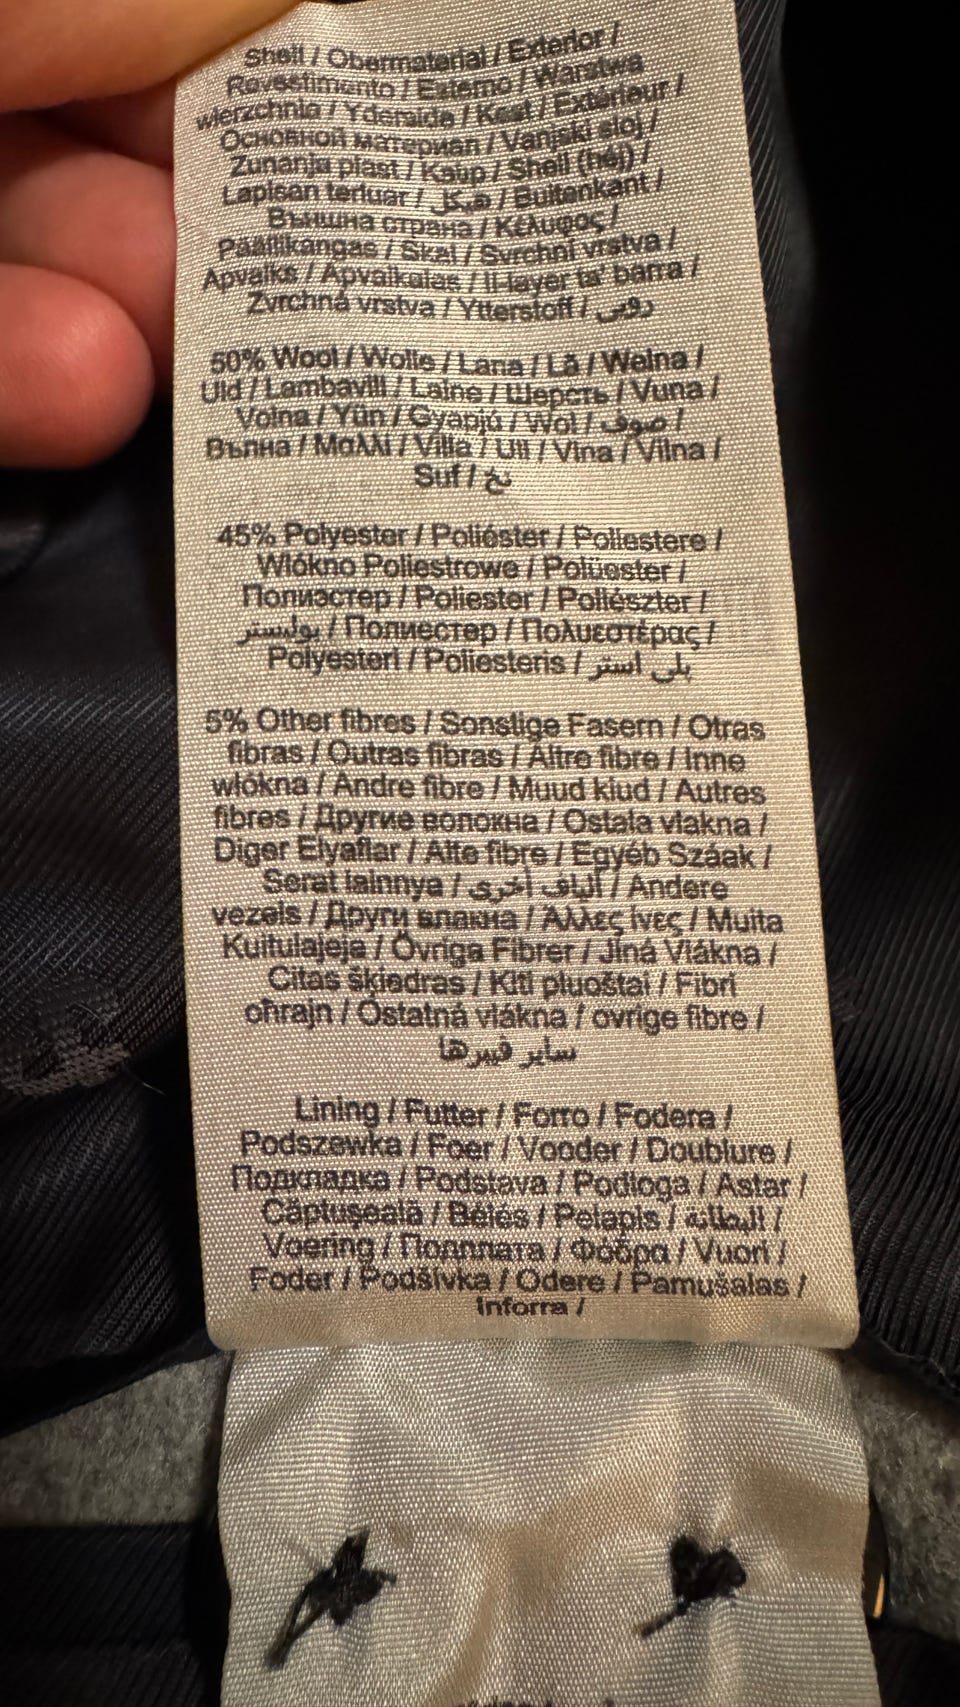 Shell / Obermaterial / Exterior /
Revestimento / Esterno / Warstwa
wierzchnia / Yderside / Kest / Extérieur /
Основной материал / Vanjski sloj /
Zunanja plast / Kaup / Shell (héj) /
Lapisan terluar / هيكل / Buitenkant /
Външна страна / Κέλυφος /
Päällikangas / Skal / Svrchní vrstva /
Apvalks / Apvalkalas / Il-layer ta' barra /
Zvrchná vrstva / Ytterstoff / رویی
50% Wool / Wolle / Lana / Lã / Wełna /
Uld / Lambavill / Laine / Шерсть / Vuna /
Volna / Yün / Gyapjú / Wol / صوف /
Вълна / Μαλλί / Villa / Ull / Vlna / Vilna /
Suf / نخ
45% Polyester / Poliéster / Poliestere /
Włókno Poliestrowe / Polüester /
Полиэстер / Poliester / Poliészter /
بوليستر / Полиестер / Πολυεστέρας /
Polyesteri / Poliesteris / پلی استر
5% Other fibres / Sonstige Fasern / Otras
fibras / Outras fibras / Altre fibre / Inne
włókna / Andre fibre / Muud kiud / Autres
fibres / Другие волокна / Ostala vlakna /
Diger Elyaflar / Alte fibre / Egyéb Száak /
Serat lainnya / ألياف أخرى / Andere
vezels / Други влакна / Άλλες ίνες / Muita
Kuitulajeja / Övriga Fibrer / Jiná Vlákna /
Citas šķiedras / Kiti pluoštai / Fibri
oħrajn / Ostatná vlákna / ovrige fibre /
سایر فیبرها
Lining / Futter / Forro / Fodera /
Podszewka / Foer / Vooder / Doublure /
Подкладка / Podstava / Podloga / Astar /
Căptușeală / Bélés / Pelapis / البطانة /
Voering / Подплата / Φόδρα / Vuori /
Foder / Podšívka / Odere / Pamušalas /
Inforra /